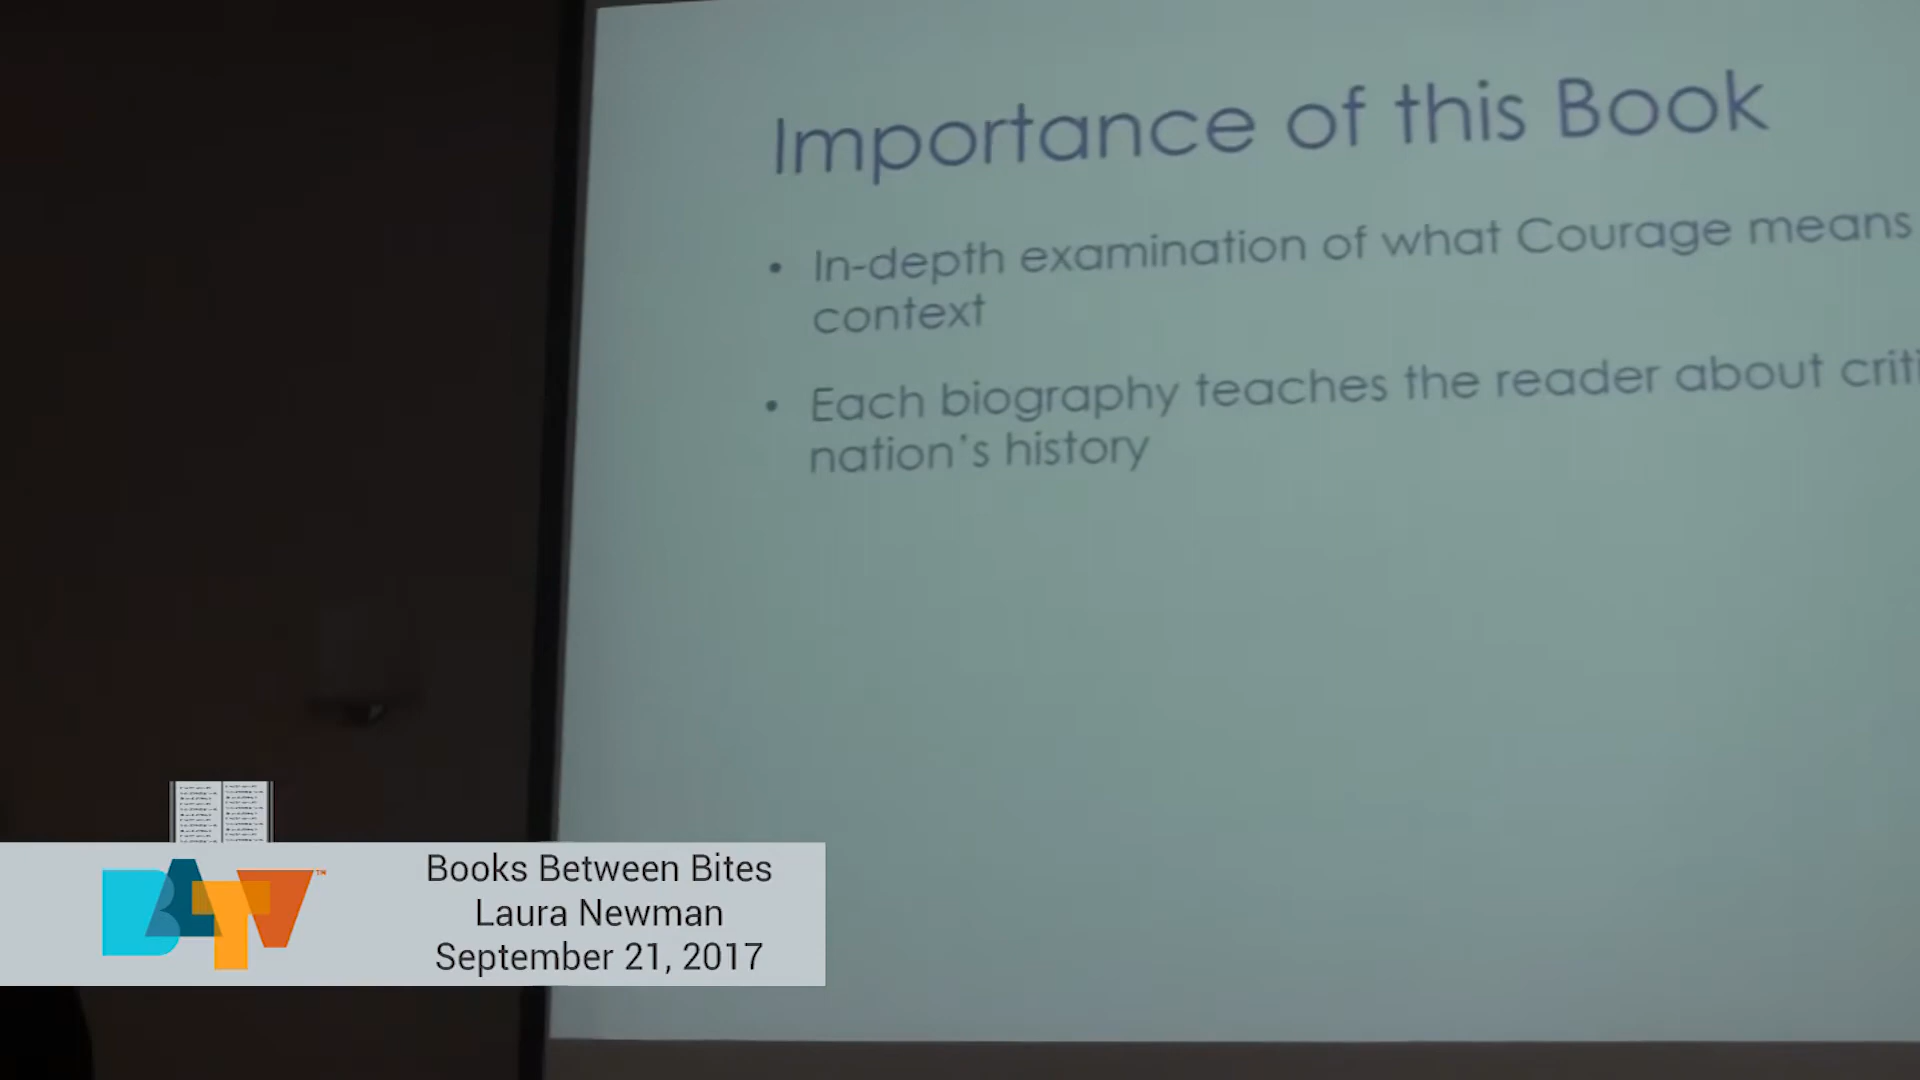 Importance of this Book
• In-depth examination of what Courage means
context
• Each biography teaches the reader about
nation's history
BATV™
Books Between Bites
Laura Newman
September 21, 2017